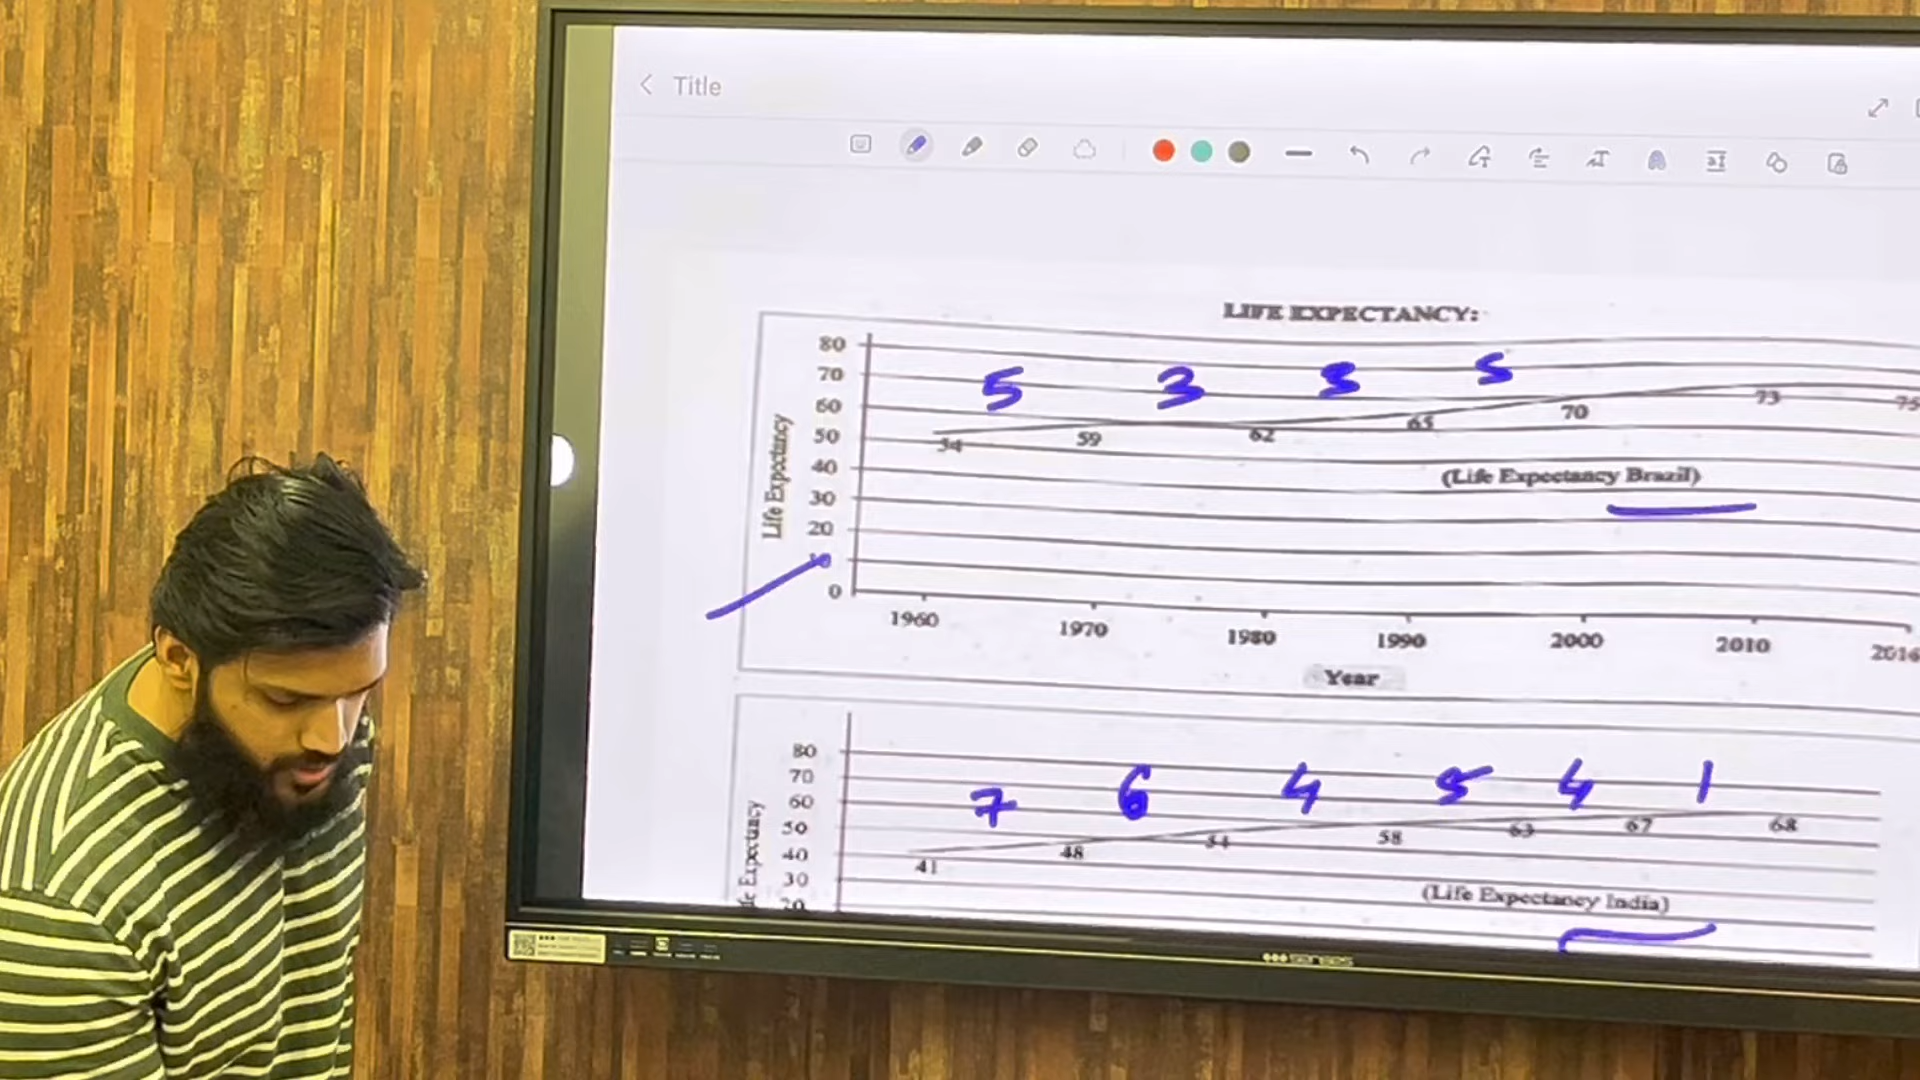 Title
LIFE EXPECTANCY:
80
70
60
50
40
30
20
0
Life Expectancy
5 3 3 5
54 59 62 65 70 73 75
(Life Expectancy Brazil)
1960 1970 1980 1990 2000 2010 2016
Year
80
70
60
50
40
30
20
fe Expectancy
7 6 4 5 4 1
41 48 54 58 63 67 68
(Life Expectancy India)